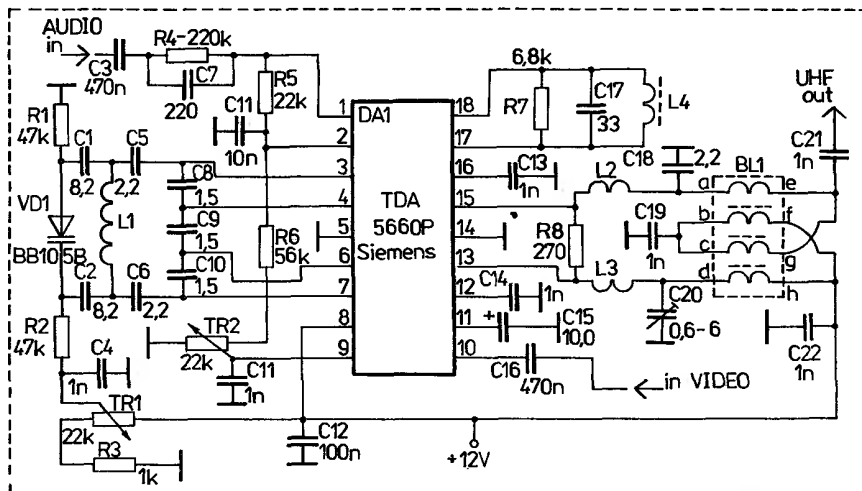 AUDIO
in
C3
470n
R4-220k
C7
220
R5
22k
C11
10n
R1
47k
C1
8,2
C5
2,2
L1
VD1
BB105B
C2
8,2
C6
2,2
R2
47k
C4
1n
TR1
22k
R3
1k
C8
1,5
C9
1,5
C10
1,5
R6
56k
TR2
22k
C11
1n
C12
100n
1
2
3
4
5
6
7
8
9
DA1
TDA
5660P
Siemens
18
17
16
15
14
13
12
11
10
6,8k
R7
C17
33
L4
C13
1n
L2
C18
2,2
R8
270
L3
C14
1n
+
C15
10,0
C16
470n
in VIDEO
+12V
C19
1n
C20
0,6-6
BL1
a
b
c
d
e
f
g
h
UHF
out
C21
1n
C22
1n